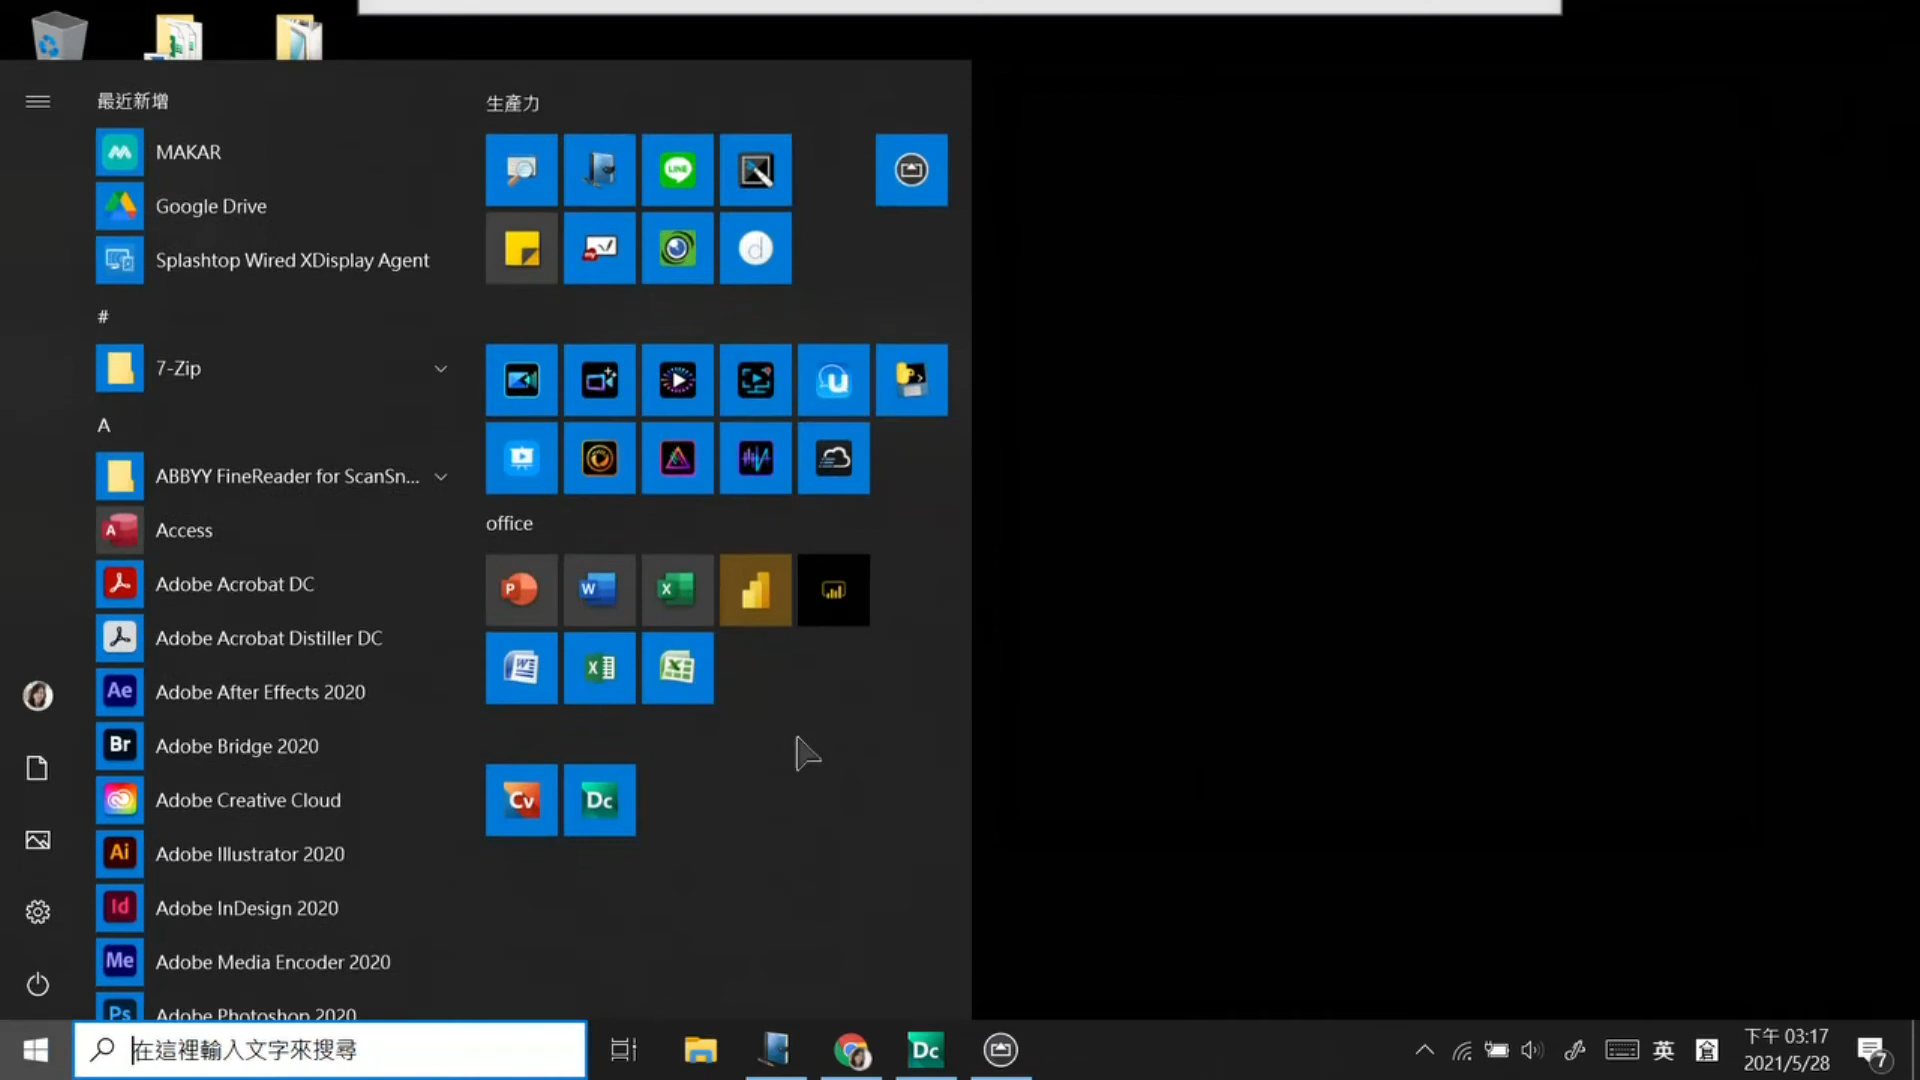 最近新增
MAKAR
Google Drive
Splashtop Wired XDisplay Agent
#
7-Zip
A
ABBYY FineReader for ScanSn...
Access
Adobe Acrobat DC
Adobe Acrobat Distiller DC
Ae
Adobe After Effects 2020
Br
Adobe Bridge 2020
Adobe Creative Cloud
Ai
Adobe Illustrator 2020
Id
Adobe InDesign 2020
Me
Adobe Media Encoder 2020
Ps
Adobe Photoshop 2020
生產力
LINE
d
U
office
P
W
X
W
X
X
Cv
Dc
在這裡輸入文字來搜尋
Dc
英
倉
下午 03:17
2021/5/28
7